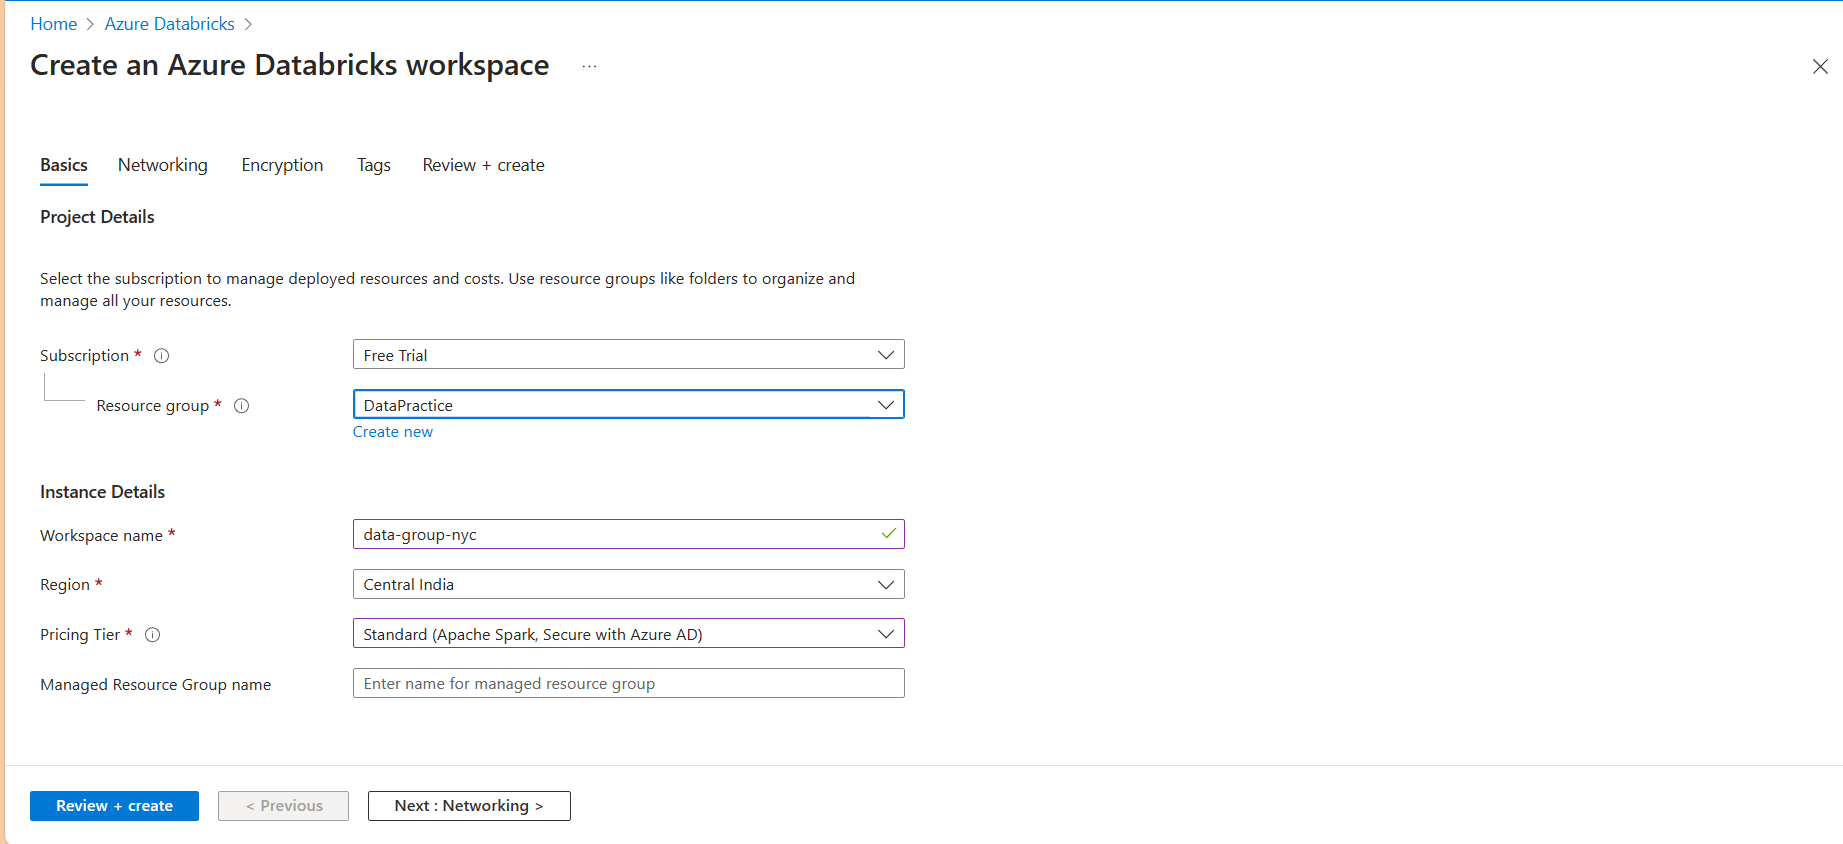 Home > Azure Databricks >
Create an Azure Databricks workspace ...
Basics Networking Encryption Tags Review + create
Project Details
Select the subscription to manage deployed resources and costs. Use resource groups like folders to organize and
manage all your resources.
Subscription * Free Trial
Resource group * DataPractice
Create new
Instance Details
Workspace name * data-group-nyc
Region * Central India
Pricing Tier * Standard (Apache Spark, Secure with Azure AD)
Managed Resource Group name Enter name for managed resource group
Review + create < Previous Next : Networking >